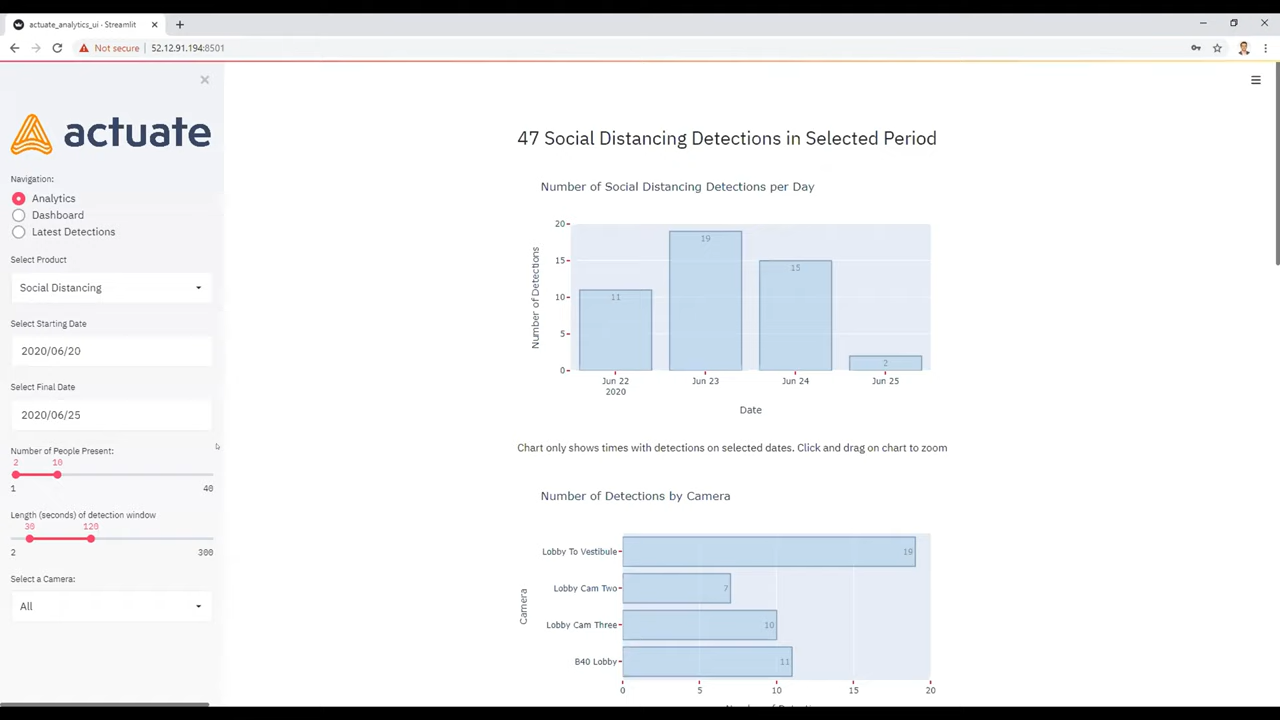 actuate_analytics_ui · Streamlit
Not secure
52.12.91.194:8501
actuate
Navigation:
Analytics
Dashboard
Latest Detections
Select Product
Social Distancing
Select Starting Date
2020/06/20
Select Final Date
2020/06/25
Number of People Present:
2 10
1 40
Length (seconds) of detection window
30 120
2 300
Select a Camera:
All
47 Social Distancing Detections in Selected Period
Number of Social Distancing Detections per Day
Number of Detections
20
15
10
5
0
11
19
15
2
Jun 22 Jun 23 Jun 24 Jun 25
2020
Date
Chart only shows times with detections on selected dates. Click and drag on chart to zoom
Number of Detections by Camera
Camera
Lobby To Vestibule 19
Lobby Cam Two 7
Lobby Cam Three 10
B40 Lobby 11
0 5 10 15 20